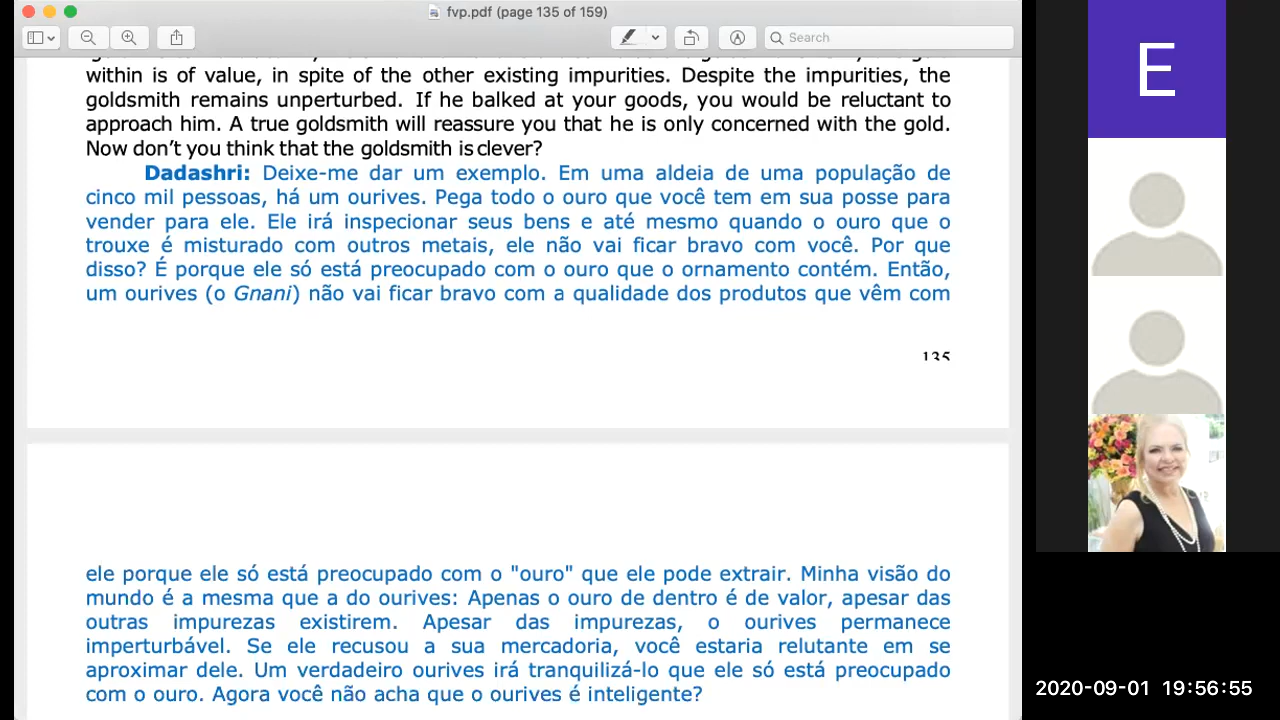 fvp.pdf (page 135 of 159)
Search
within is of value, in spite of the other existing impurities. Despite the impurities, the
goldsmith remains unperturbed. If he balked at your goods, you would be reluctant to
approach him. A true goldsmith will reassure you that he is only concerned with the gold.
Now don't you think that the goldsmith is clever?
Dadashri: Deixe-me dar um exemplo. Em uma aldeia de uma população de
cinco mil pessoas, há um ourives. Pega todo o ouro que você tem em sua posse para
vender para ele. Ele irá inspecionar seus bens e até mesmo quando o ouro que o
trouxe é misturado com outros metais, ele não vai ficar bravo com você. Por que
disso? É porque ele só está preocupado com o ouro que o ornamento contém. Então,
um ourives (o Gnani) não vai ficar bravo com a qualidade dos produtos que vêm com
135
ele porque ele só está preocupado com o "ouro" que ele pode extrair. Minha visão do
mundo é a mesma que a do ourives: Apenas o ouro de dentro é de valor, apesar das
outras impurezas existirem. Apesar das impurezas, o ourives permanece
imperturbável. Se ele recusou a sua mercadoria, você estaria relutante em se
aproximar dele. Um verdadeiro ourives irá tranquilizá-lo que ele só está preocupado
com o ouro. Agora você não acha que o ourives é inteligente?
E
2020-09-01 19:56:55